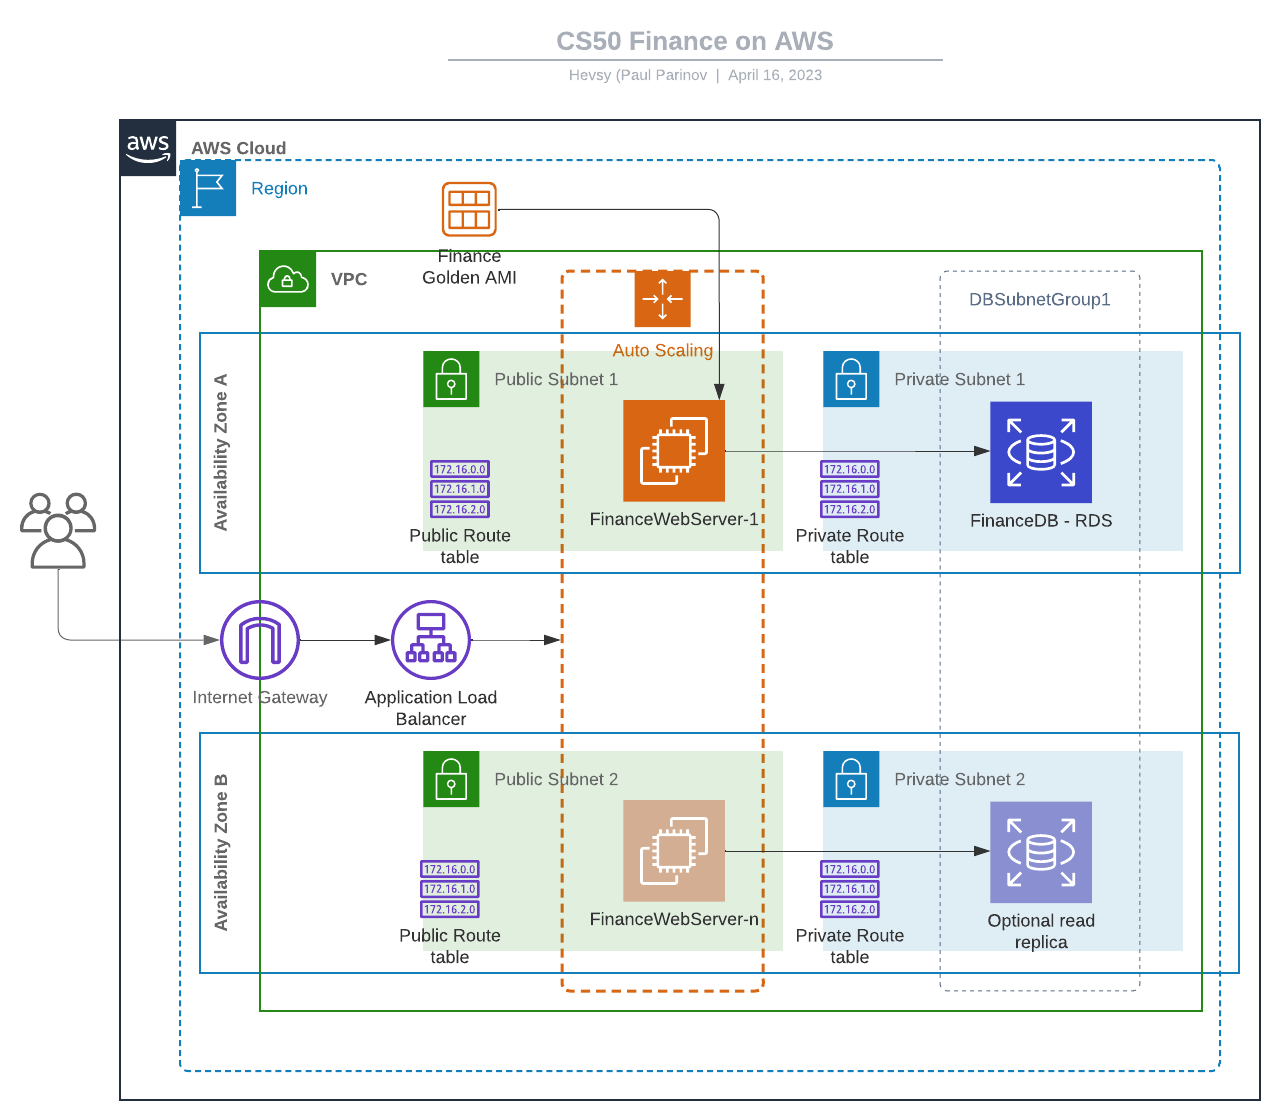 CS50 Finance on AWS
Hevsy (Paul Parinov | April 16, 2023
aws
AWS Cloud
Region
Finance
Golden AMI
VPC
DBSubnetGroup1
Auto Scaling
Availability Zone A
Public Subnet 1
Private Subnet 1
172.16.0.0
172.16.1.0
172.16.2.0
Public Route
table
FinanceWebServer-1
172.16.0.0
172.16.1.0
172.16.2.0
Private Route
table
FinanceDB - RDS
Internet Gateway
Application Load
Balancer
Availability Zone B
Public Subnet 2
Private Subnet 2
172.16.0.0
172.16.1.0
172.16.2.0
Public Route
table
FinanceWebServer-n
172.16.0.0
172.16.1.0
172.16.2.0
Private Route
table
Optional read
replica